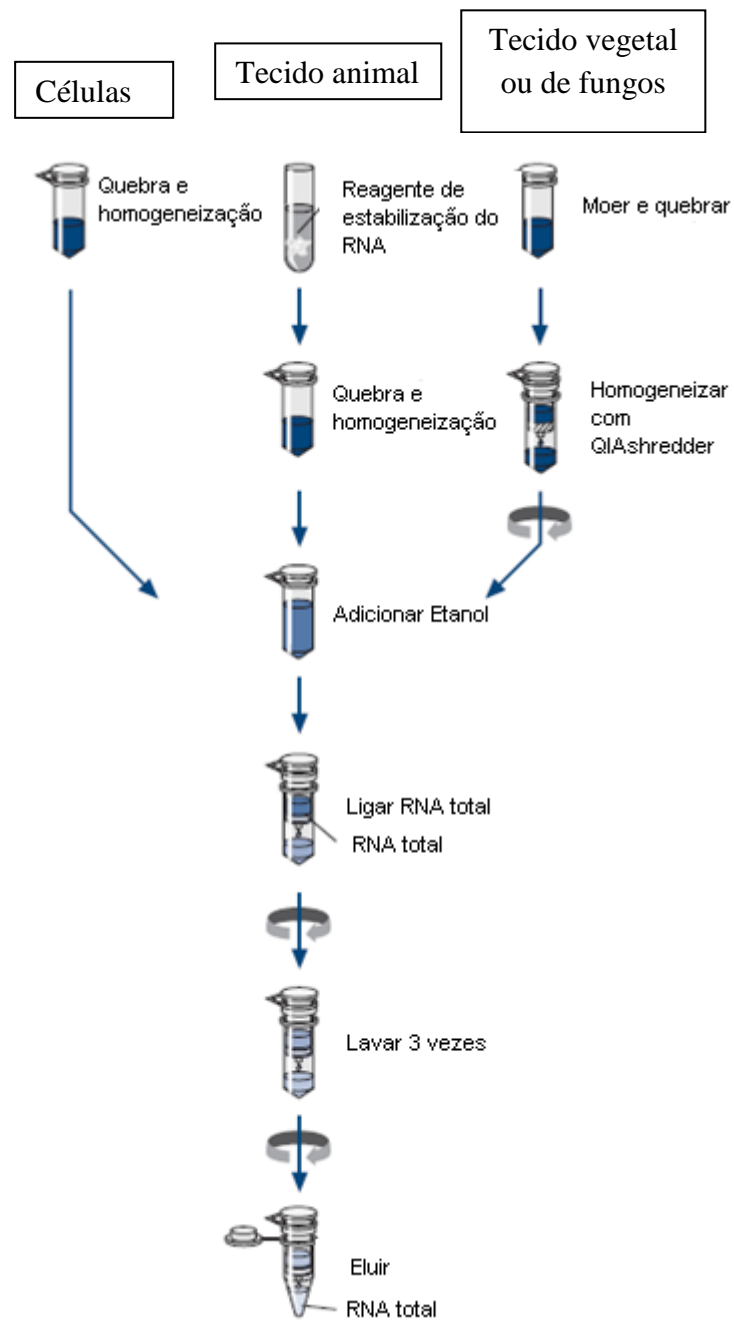 Células
Tecido animal
Tecido vegetal
ou de fungos
Quebra e
homogeneização
Reagente de
estabilização do
RNA
Moer e quebrar
Quebra e
homogeneização
Homogeneizar
com
QIAshredder
Adicionar Etanol
Ligar RNA total
RNA total
Lavar 3 vezes
Eluir
RNA total